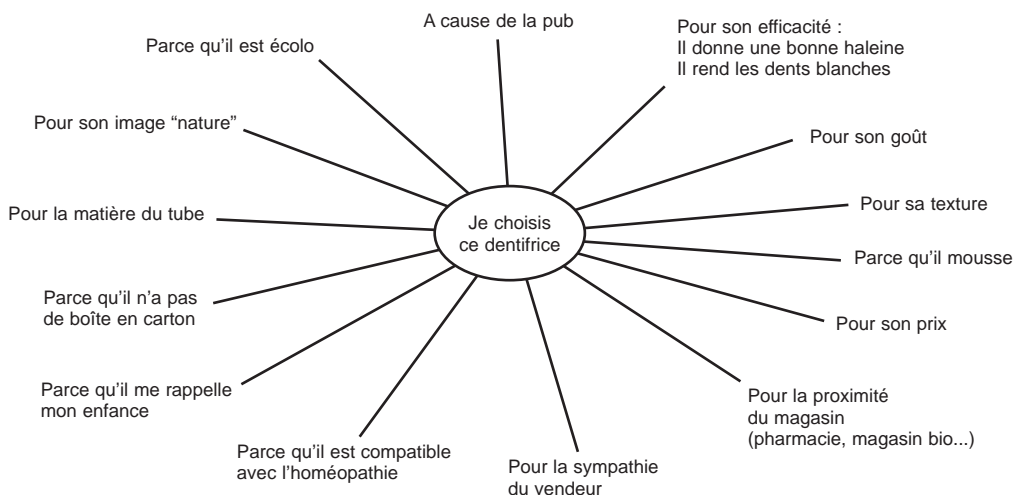 A cause de la pub
Pour son efficacité :
Il donne une bonne haleine
Il rend les dents blanches
Parce qu'il est écolo
Pour son image “nature”
Pour son goût
Pour la matière du tube
Pour sa texture
Je choisis
ce dentifrice
Parce qu'il mousse
Parce qu'il n'a pas
de boîte en carton
Pour son prix
Parce qu'il me rappelle
mon enfance
Pour la proximité
du magasin
(pharmacie, magasin bio...)
Parce qu'il est compatible
avec l'homéopathie
Pour la sympathie
du vendeur